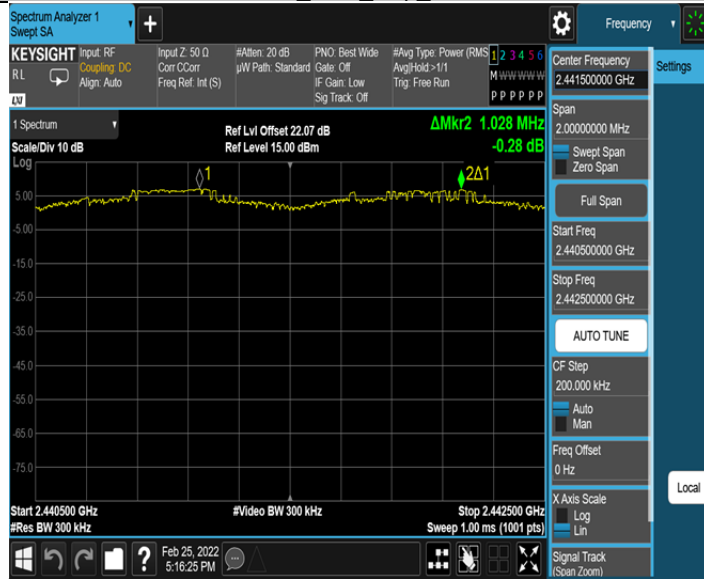 Spectrum Analyzer 1
Swept SA
+
Frequency
KEYSIGHT
RL
LXI
Input: RF
Coupling: DC
Align: Auto
Input Z: 50 Ω
Corr CCorr
Freq Ref: Int (S)
#Atten: 20 dB
µW Path: Standard
PNO: Best Wide
Gate: Off
IF Gain: Low
Sig Track: Off
#Avg Type: Power (RMS
Avg|Hold:>1/1
Trig: Free Run
1 2 3 4 5 6
M W W W W W
P P P P P P
Center Frequency
2.441500000 GHz
Settings
Span
2.00000000 MHz
Swept Span
Zero Span
Full Span
Start Freq
2.440500000 GHz
Stop Freq
2.442500000 GHz
AUTO TUNE
CF Step
200.000 kHz
Auto
Man
Freq Offset
0 Hz
X Axis Scale
Log
Lin
Local
Signal Track
(Span Zoom)
1 Spectrum
Scale/Div 10 dB
Ref Lvl Offset 22.07 dB
Ref Level 15.00 dBm
ΔMkr2 1.028 MHz
-0.28 dB
Log
1
2Δ1
5.00
-5.00
-15.0
-25.0
-35.0
-45.0
-55.0
-65.0
-75.0
Start 2.440500 GHz
#Res BW 300 kHz
#Video BW 300 kHz
Stop 2.442500 GHz
Sweep 1.00 ms (1001 pts)
?
Feb 25, 2022
5:16:25 PM